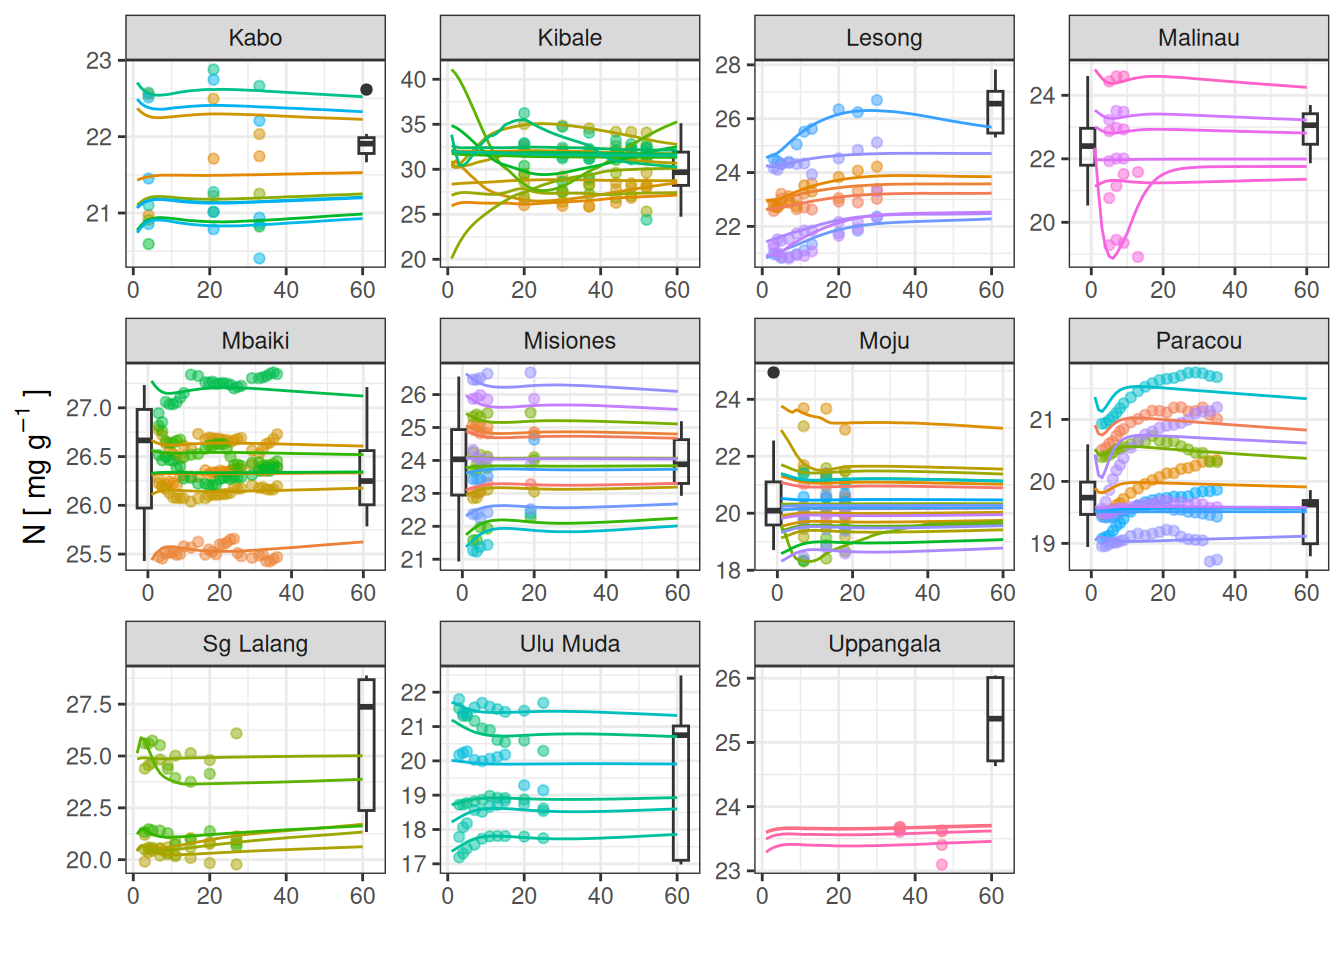 Kabo Kibale Lesong Malinau
23 22 21
40 35 30 25 20
28 26 24 22
24 22 20
0 20 40 60 0 20 40 60 0 20 40 60 0 20 40 60
Mbaiki Misiones Moju Paracou
N [ mg g⁻¹ ]
27.0 26.5 26.0 25.5
26 25 24 23 22 21
24 22 20 18
21 20 19
0 20 40 60 0 20 40 60 0 20 40 60 0 20 40 60
Sg Lalang Ulu Muda Uppangala
27.5 25.0 22.5 20.0
22 21 20 19 18 17
26 25 24 23
0 20 40 60 0 20 40 60 0 20 40 60